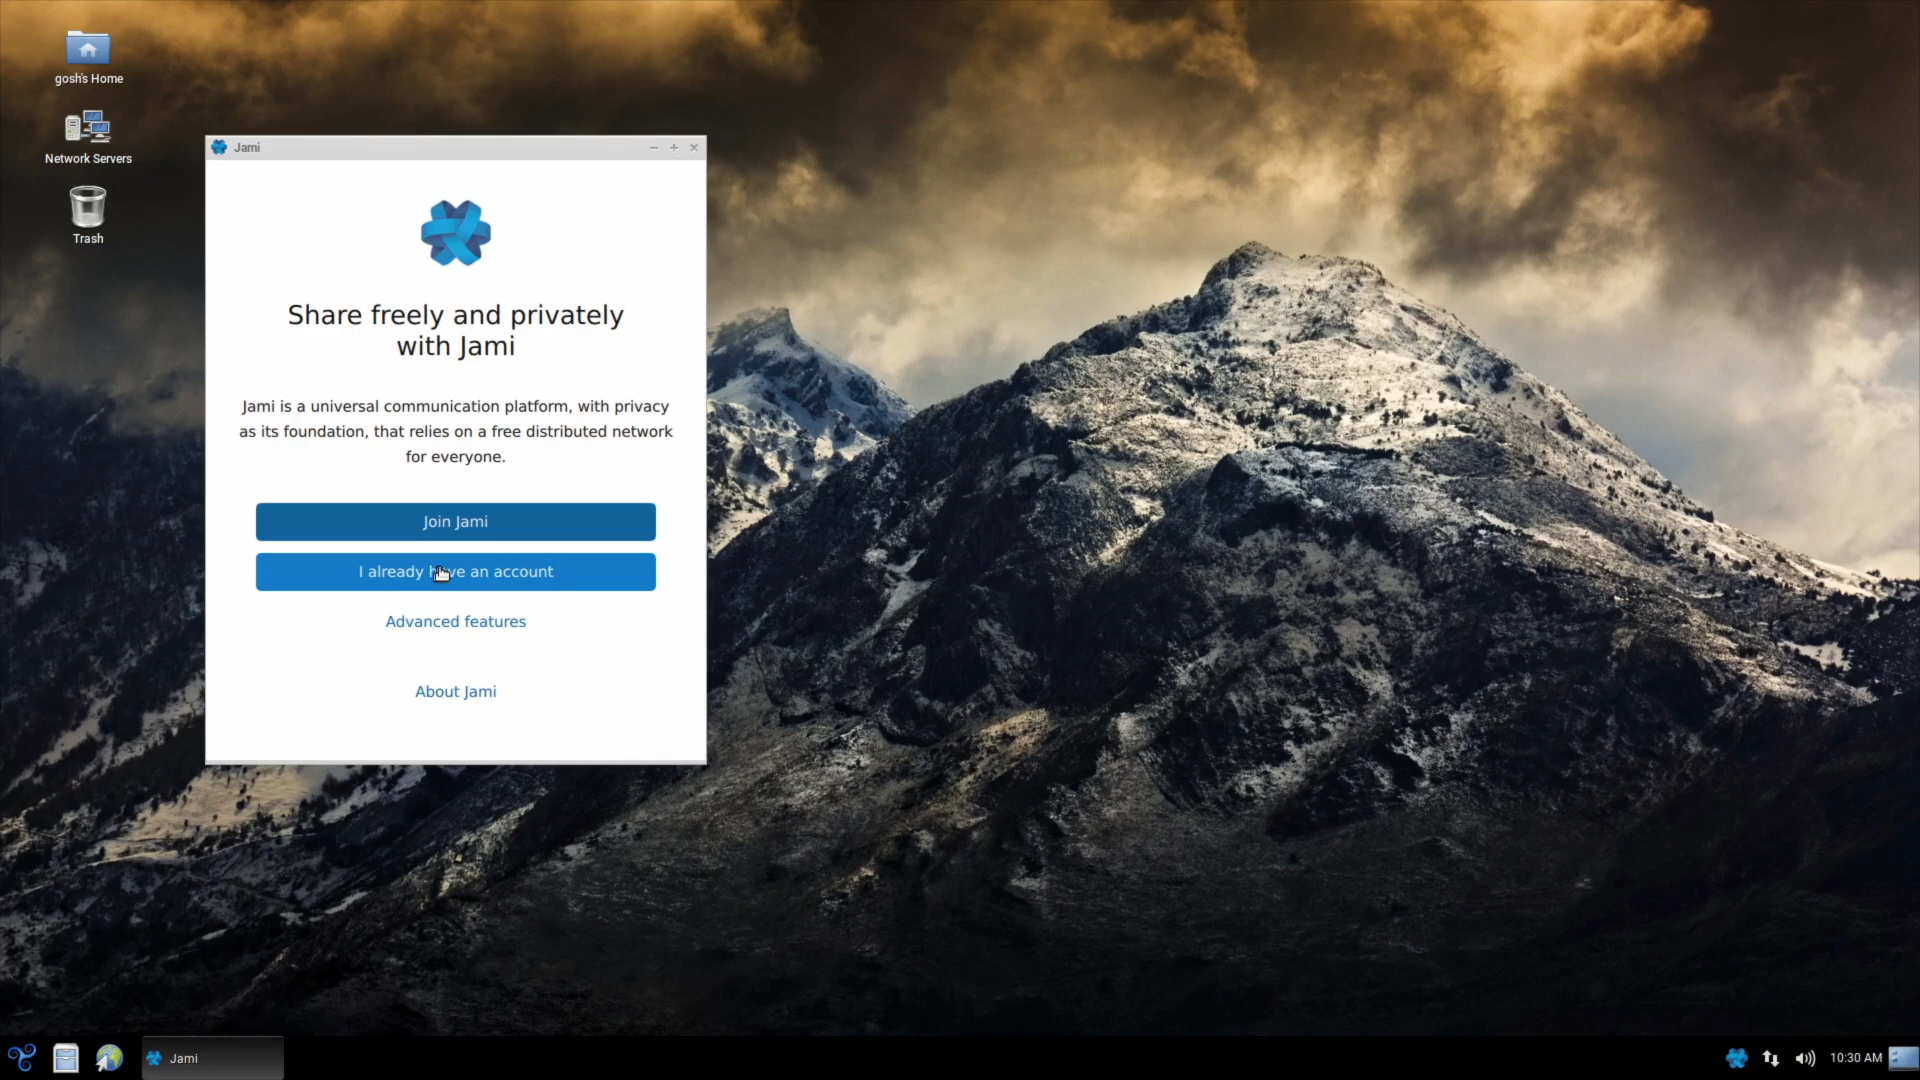 gosh's Home
Network Servers
Trash
Jami
Share freely and privately
with Jami
Jami is a universal communication platform, with privacy
as its foundation, that relies on a free distributed network
for everyone.
Join Jami
I already have an account
Advanced features
About Jami
Jami
10:30 AM